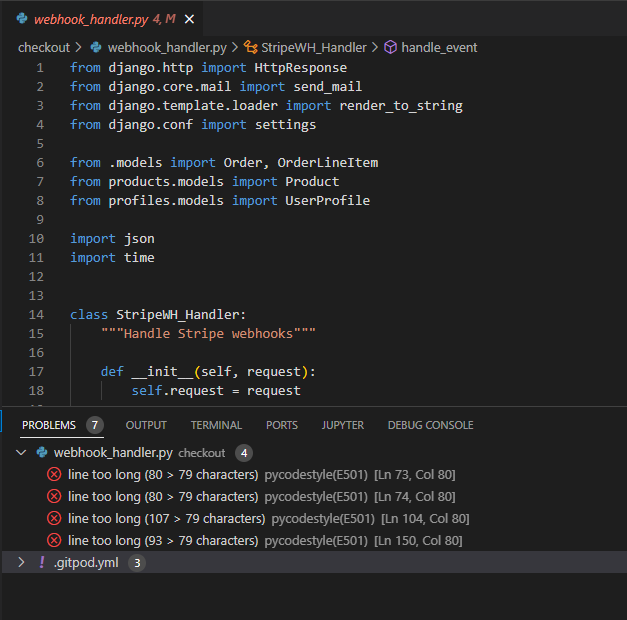 webhook_handler.py 4, M
checkout > webhook_handler.py > StripeWH_Handler > handle_event
1 from django.http import HttpResponse
2 from django.core.mail import send_mail
3 from django.template.loader import render_to_string
4 from django.conf import settings
5
6 from .models import Order, OrderLineItem
7 from products.models import Product
8 from profiles.models import UserProfile
9
10 import json
11 import time
12
13
14 class StripeWH_Handler:
15 """Handle Stripe webhooks"""
16
17 def __init__(self, request):
18 self.request = request
PROBLEMS 7 OUTPUT TERMINAL PORTS JUPYTER DEBUG CONSOLE
webhook_handler.py checkout 4
line too long (80 > 79 characters) pycodestyle(E501) [Ln 73, Col 80]
line too long (80 > 79 characters) pycodestyle(E501) [Ln 74, Col 80]
line too long (107 > 79 characters) pycodestyle(E501) [Ln 104, Col 80]
line too long (93 > 79 characters) pycodestyle(E501) [Ln 150, Col 80]
! .gitpod.yml 3